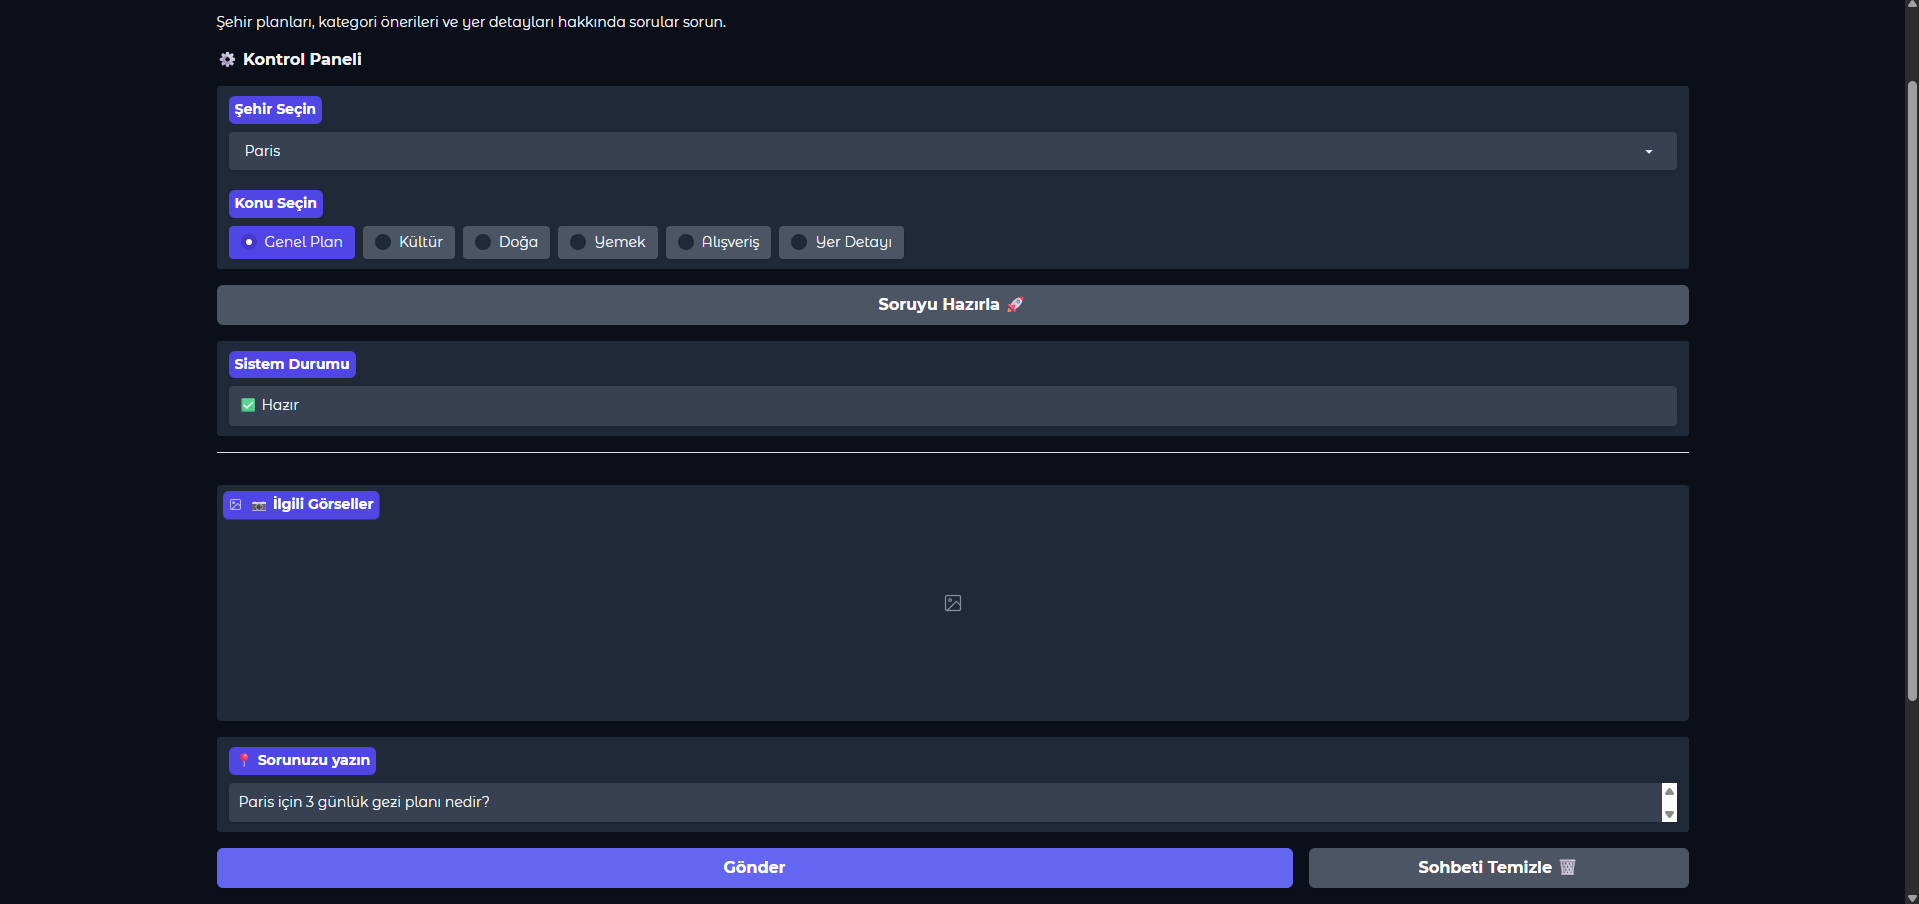 Şehir planları, kategori önerileri ve yer detayları hakkında sorular sorun.
⚙️ Kontrol Paneli
Şehir Seçin
Paris
Konu Seçin
Genel Plan Kültür Doğa Yemek Alışveriş Yer Detayı
Soruyu Hazırla 🚀
Sistem Durumu
✅ Hazır
İlgili Görseller
📍 Sorunuzu yazın
Paris için 3 günlük gezi planı nedir?
Gönder
Sohbeti Temizle 🗑️